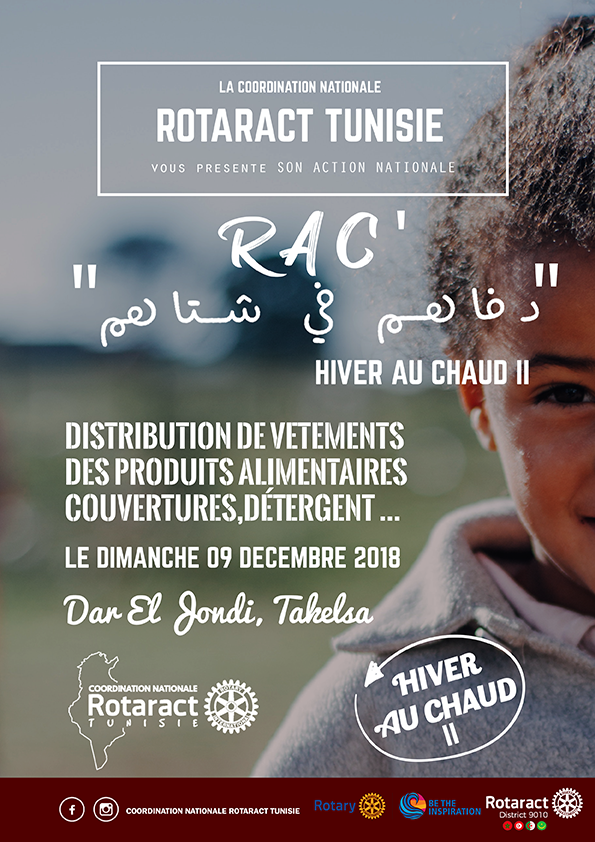 LA COORDINATION NATIONALE
ROTARACT TUNISIE
VOUS PRESENTE SON ACTION NATIONALE
RAC'
"دفاهم في شتاهم"
HIVER AU CHAUD II
DISTRIBUTION DE VETEMENTS
DES PRODUITS ALIMENTAIRES
COUVERTURES,DÉTERGENT ...
LE DIMANCHE 09 DECEMBRE 2018
Dar El Jondi, Takelsa
COORDINATION NATIONALE
Rotaract
TUNISIE
ROTARY
INTERNATIONAL
HIVER
AU CHAUD
II
COORDINATION NATIONALE ROTARACT TUNISIE
Rotary
BE THE
INSPIRATION
Rotaract
District 9010